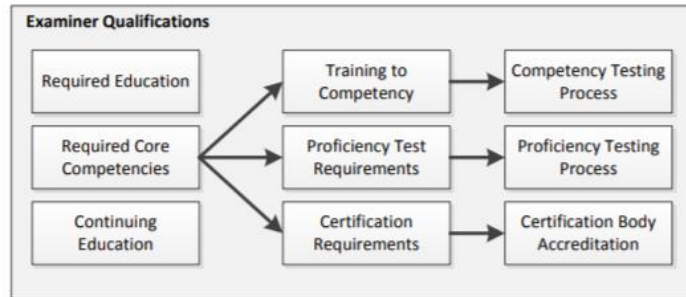 Examiner Qualifications
Required Education
Training to
Competency
Competency Testing
Process
Required Core
Competencies
Proficiency Test
Requirements
Proficiency Testing
Process
Continuing
Education
Certification
Requirements
Certification Body
Accreditation